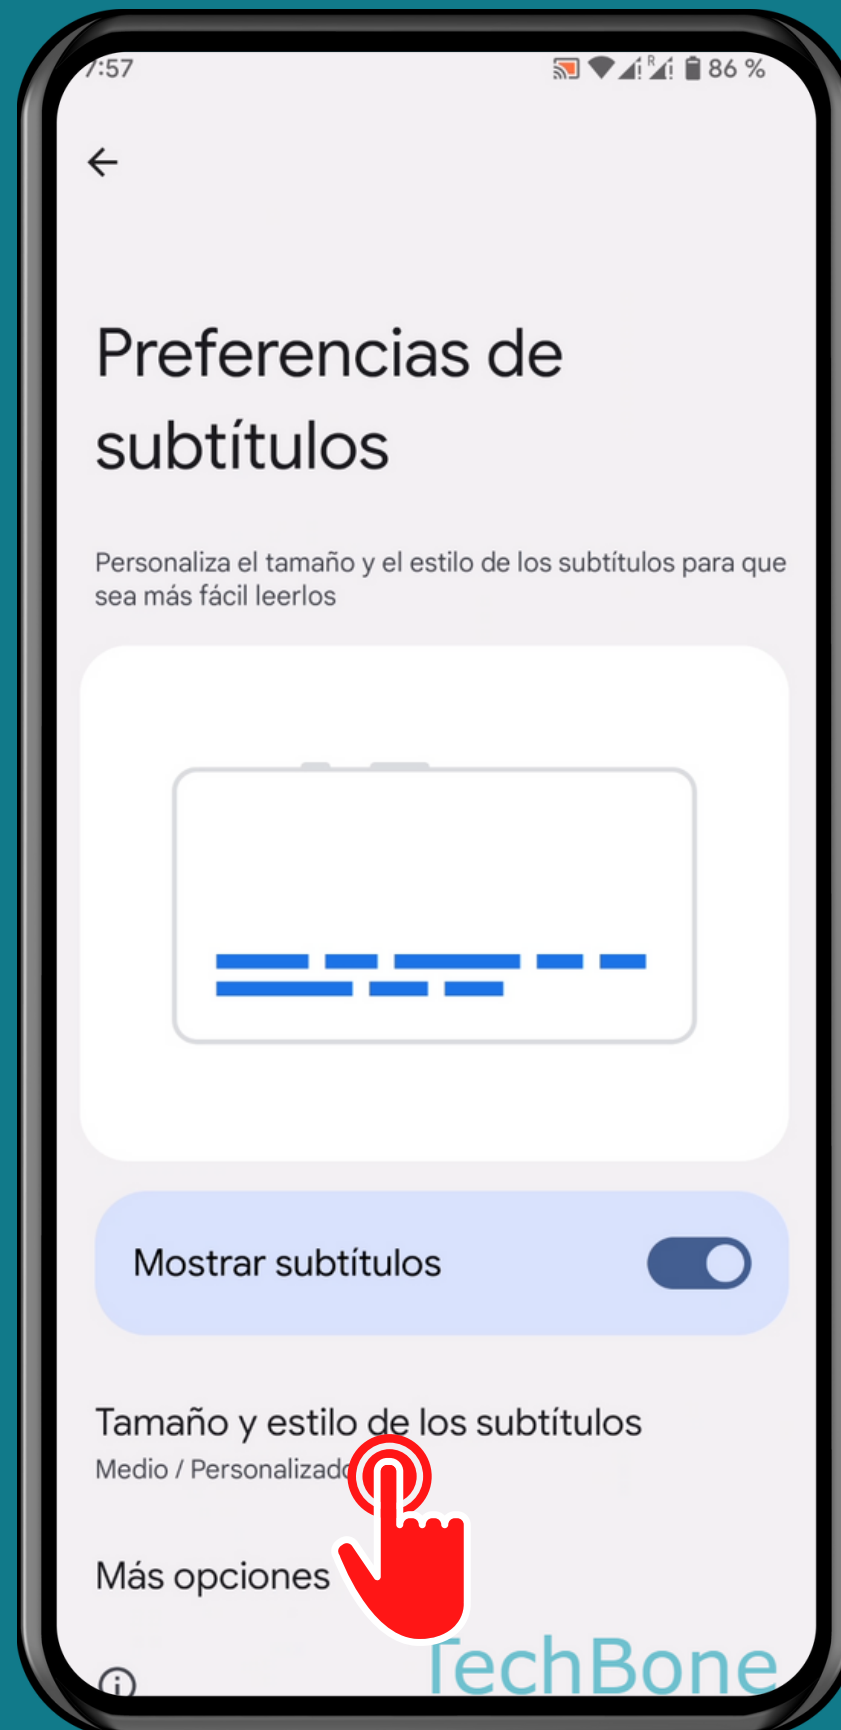 7:57
R
86 %
Preferencias de
subtítulos
Personaliza el tamaño y el estilo de los subtítulos para que
sea más fácil leerlos
Mostrar subtítulos
Tamaño y estilo de los subtítulos
Medio / Personalizado
Más opciones
TechBone